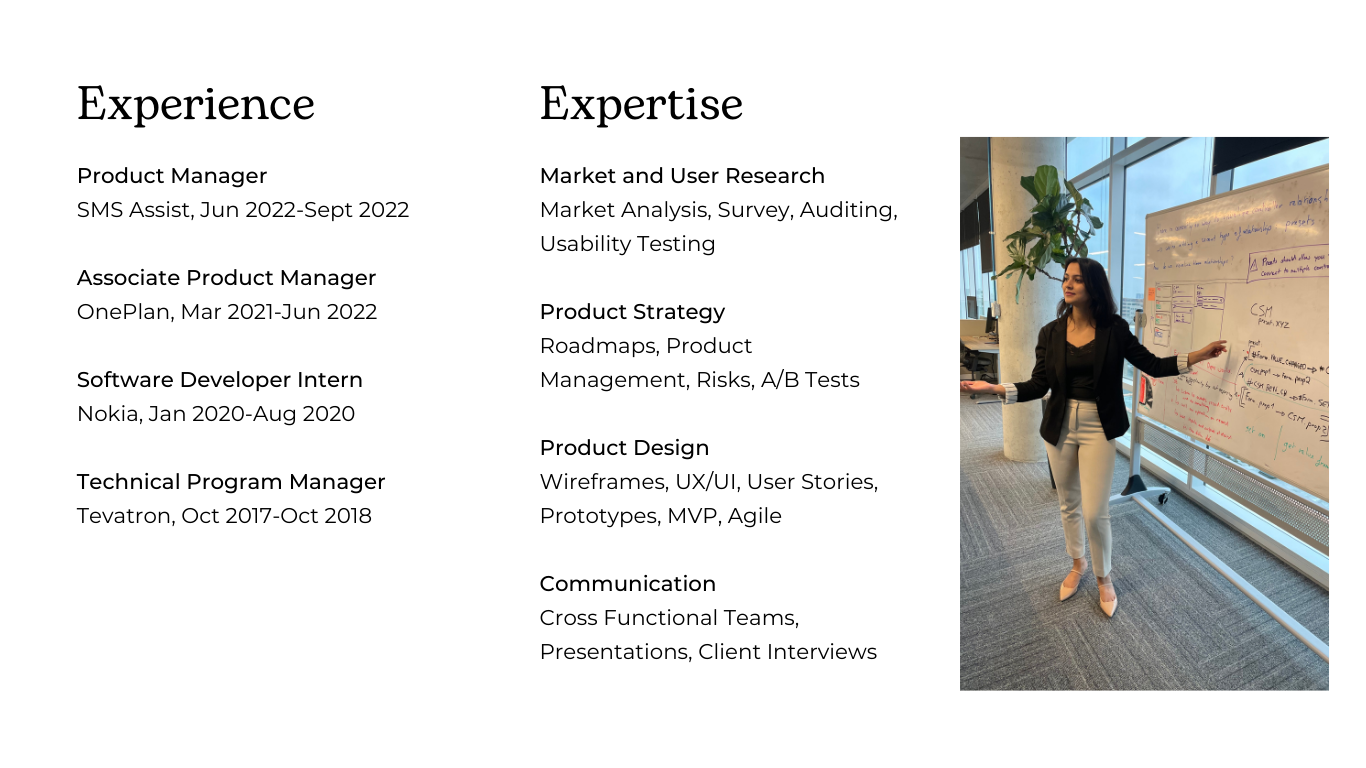 Experience
Product Manager
SMS Assist, Jun 2022-Sept 2022
Associate Product Manager
OnePlan, Mar 2021-Jun 2022
Software Developer Intern
Nokia, Jan 2020-Aug 2020
Technical Program Manager
Tevatron, Oct 2017-Oct 2018
Expertise
Market and User Research
Market Analysis, Survey, Auditing,
Usability Testing
Product Strategy
Roadmaps, Product
Management, Risks, A/B Tests
Product Design
Wireframes, UX/UI, User Stories,
Prototypes, MVP, Agile
Communication
Cross Functional Teams,
Presentations, Client Interviews
presets
CSM